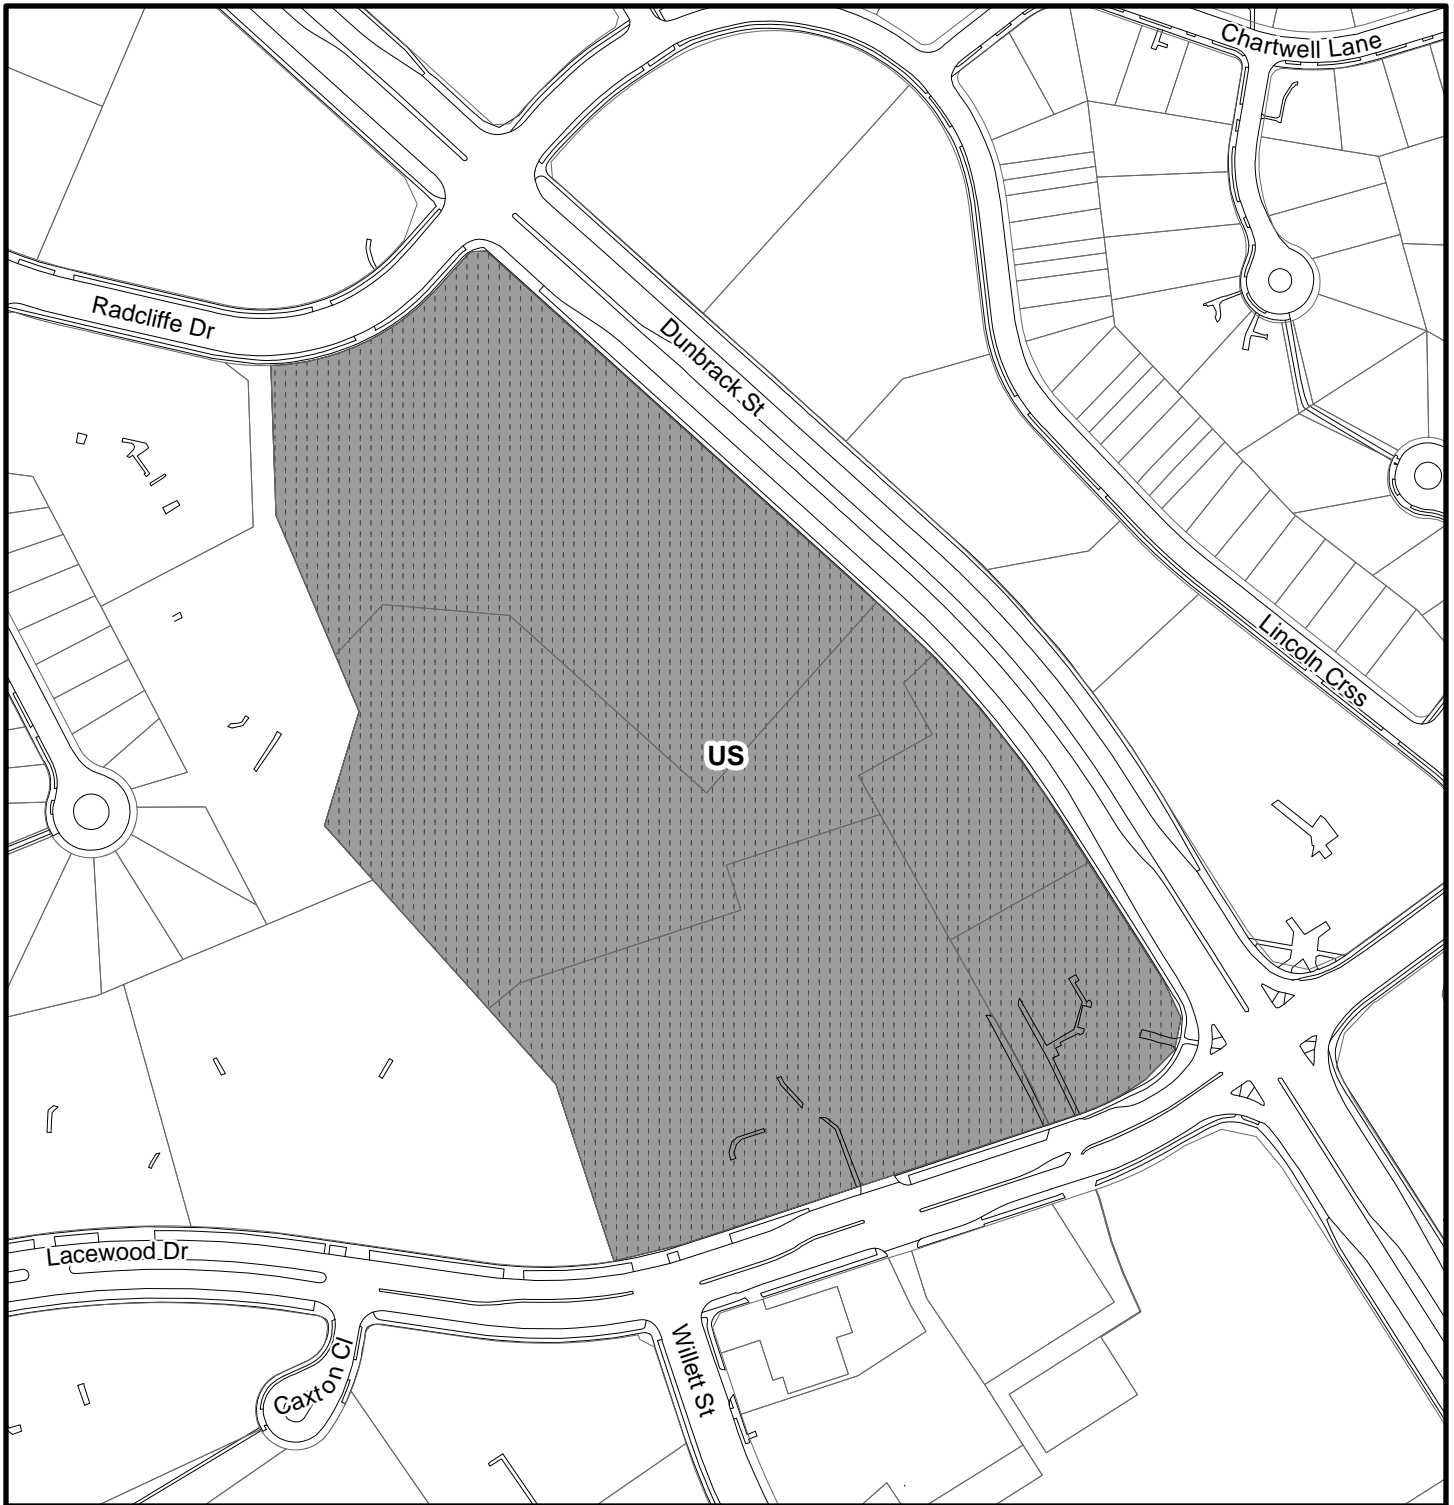 Chartwell Lane
Radcliffe Dr
Dunbrack St
Lincoln Crss
US
Lacewood Dr
Willett St
Caxton Cl